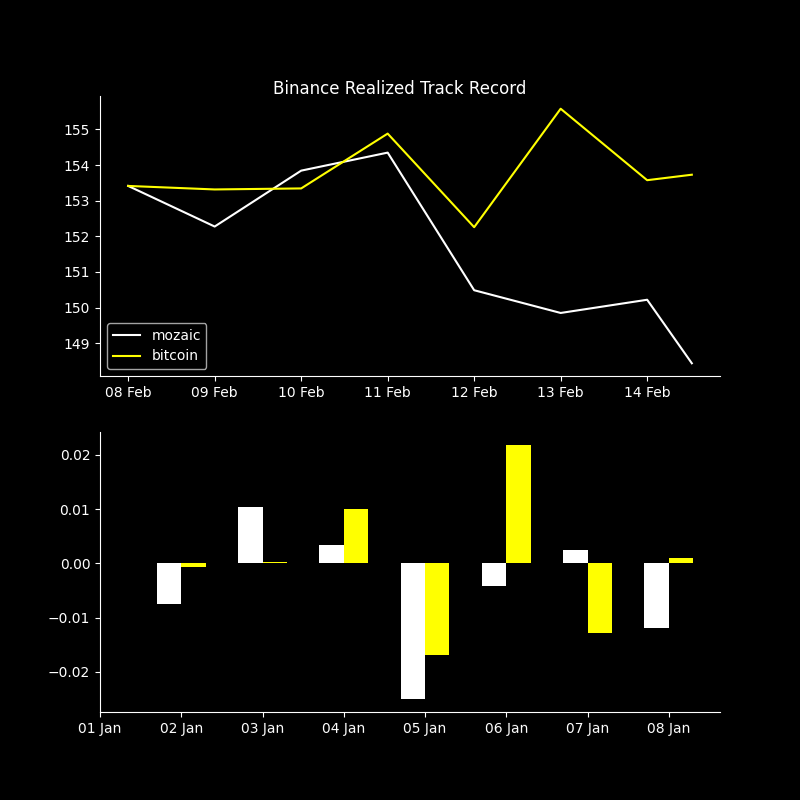 Binance Realized Track Record
155
154
153
152
151
150
149
mozaic
bitcoin
08 Feb 09 Feb 10 Feb 11 Feb 12 Feb 13 Feb 14 Feb
0.02
0.01
0.00
−0.01
−0.02
01 Jan 02 Jan 03 Jan 04 Jan 05 Jan 06 Jan 07 Jan 08 Jan